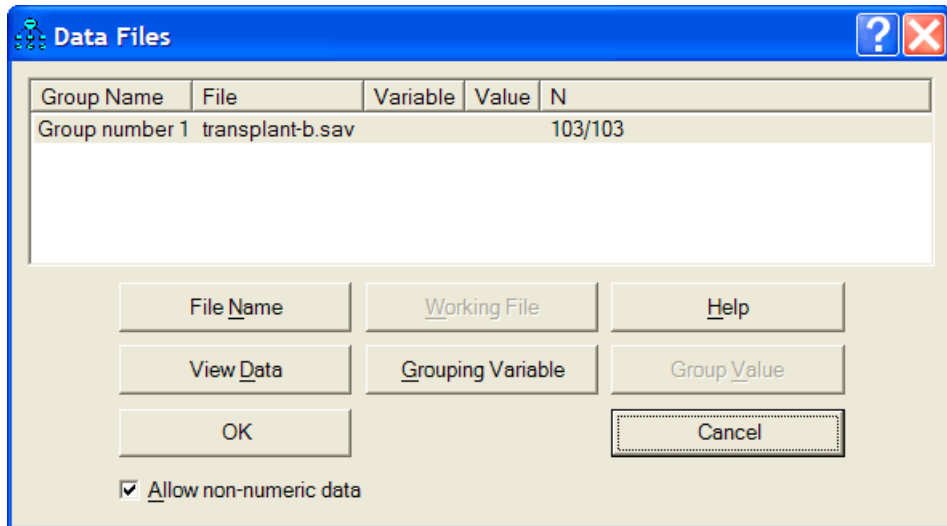 Data Files
Group Name File Variable Value N
Group number 1 transplant-b.sav 103/103
File Name Working File Help
View Data Grouping Variable Group Value
OK Cancel
Allow non-numeric data